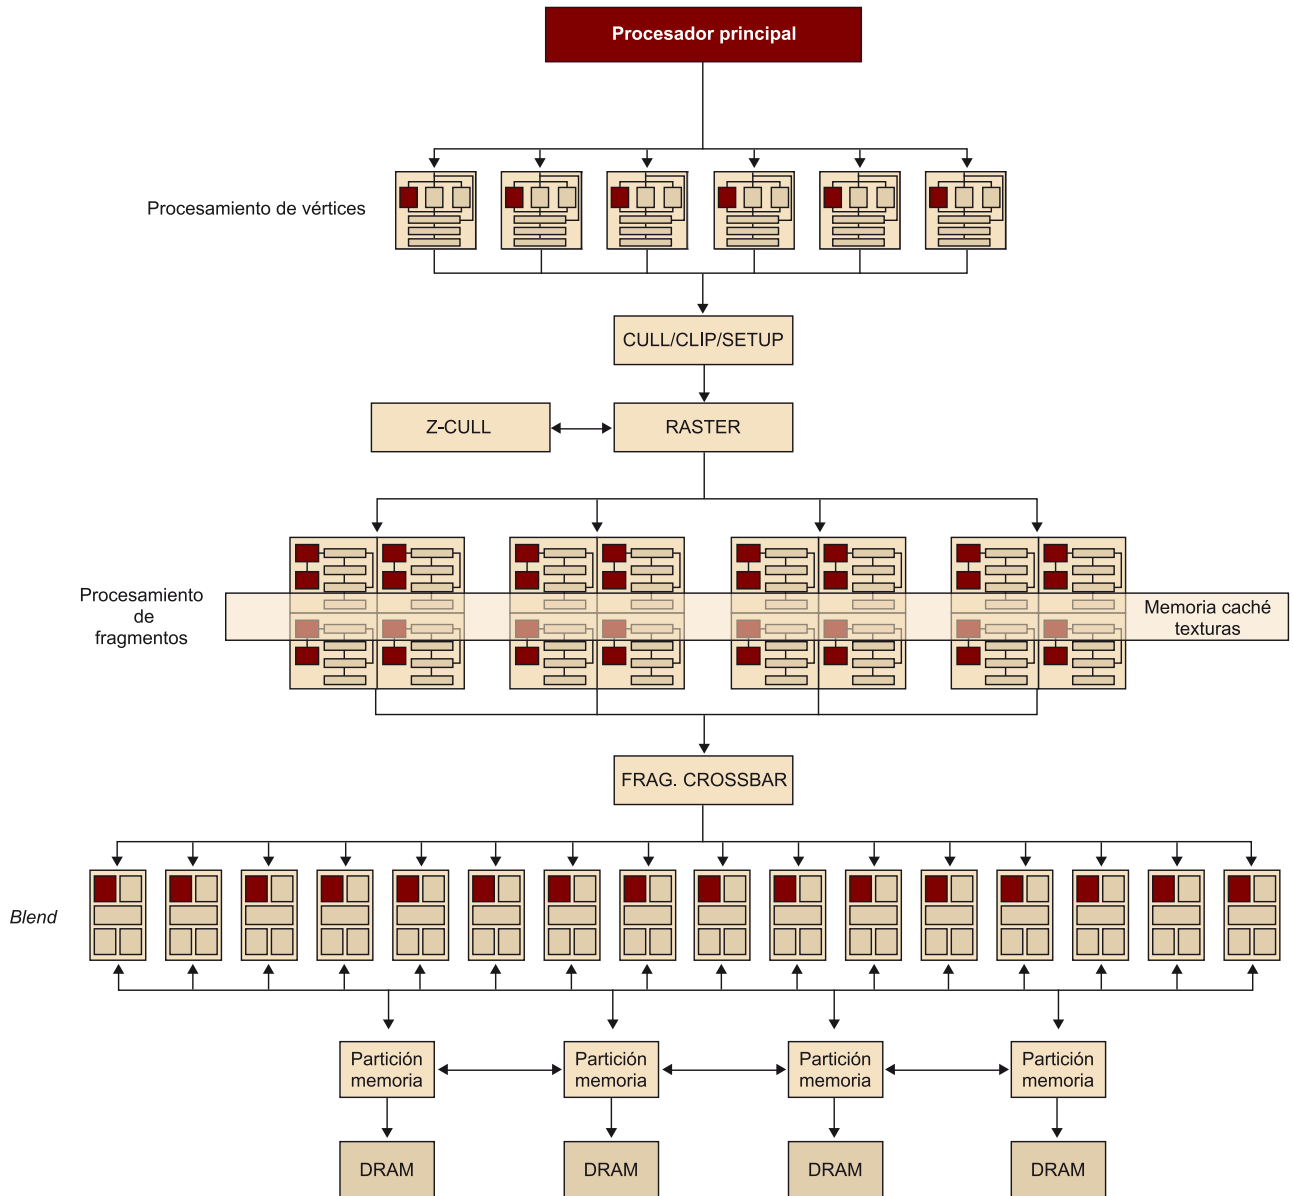 Procesador principal
Procesamiento de vértices
CULL/CLIP/SETUP
Z-CULL
RASTER
Procesamiento
de
fragmentos
Memoria caché
texturas
FRAG. CROSSBAR
Blend
Partición
memoria
Partición
memoria
Partición
memoria
Partición
memoria
DRAM
DRAM
DRAM
DRAM